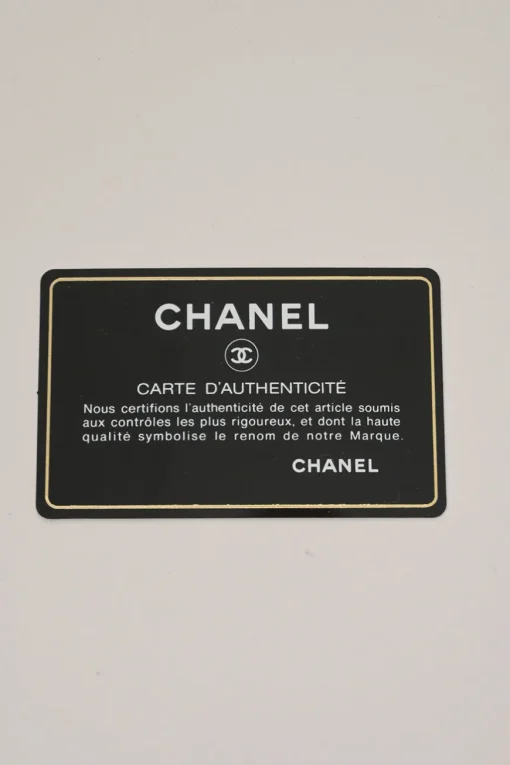 CHANEL
CARTE D'AUTHENTICITÉ
Nous certifions l'authenticité de cet article soumis
aux contrôles les plus rigoureux, et dont la haute
qualité symbolise le renom de notre Marque.
CHANEL